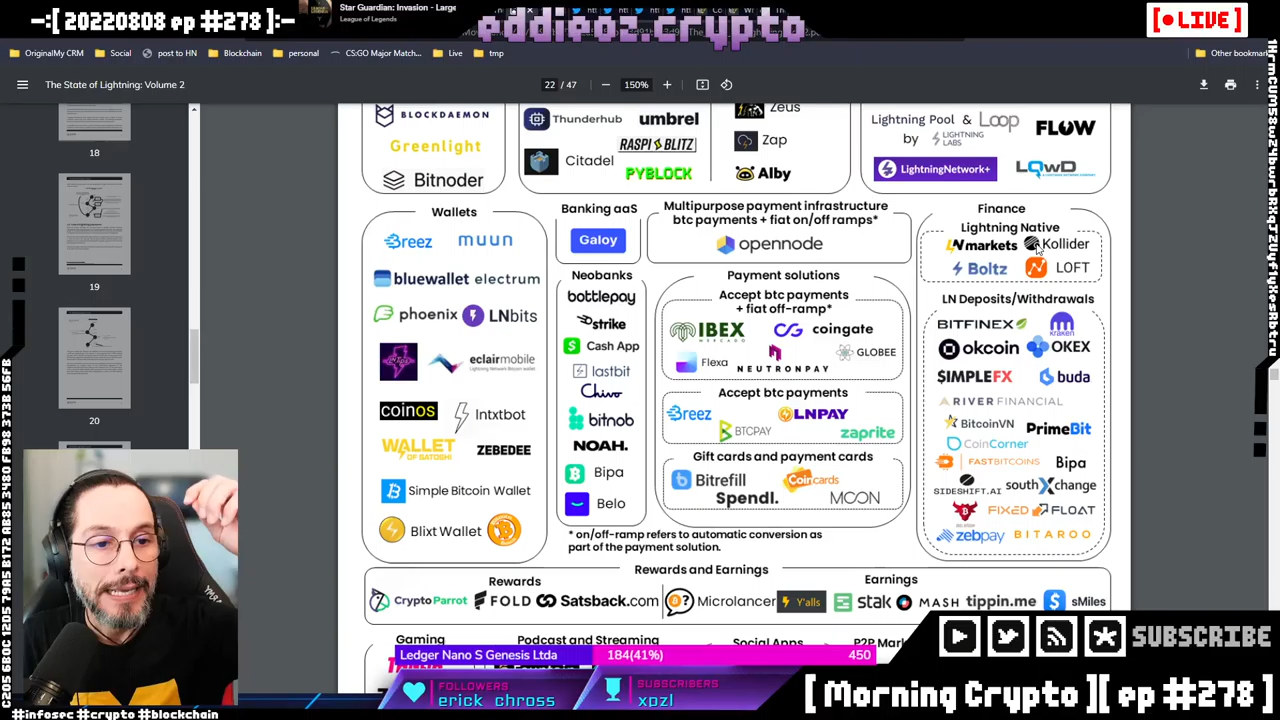 -:[ 20220808 ep #278 ]:-
Star Guardian: Invasion - Large
League of Legends
eddieoz.crypto
[ LIVE ]
OriginalMy CRM
Social
post to HN
Blockchain
personal
CS:GO Major Match...
Live
tmp
Other bookmar
The State of Lightning: Volume 2
22 / 47
150%
18
19
20
BLOCKDAEMON
Greenlight
Bitnoder
Thunderhub
umbrel
Citadel
RASPIBLITZ
PYBLOCK
Zeus
Zap
Alby
Lightning Pool & Loop
by LIGHTNING LABS
FLOW
LightningNetwork+
LQWD
Wallets
Breez
muun
bluewallet
electrum
phoenix
LNbits
eclairmobile
coinos
lntxtbot
WALLET OF SATOSHI
ZEBEDEE
Simple Bitcoin Wallet
Blixt Wallet
Banking aaS
Galoy
Neobanks
bottlepay
strike
Cash App
lastbit
Chivo
bitnob
NOAH.
Bipa
Belo
Multipurpose payment infrastructure
btc payments + fiat on/off ramps*
opennode
Payment solutions
Accept btc payments
+ fiat off-ramp*
IBEX MERCADO
coingate
Flexa
NEUTRONPAY
GLOBEE
Accept btc payments
Breez
LNPAY
BTCPAY
zaprite
Gift cards and payment cards
Bitrefill
Coincards
Spendl.
MOON
* on/off-ramp refers to automatic conversion as
part of the payment solution.
Finance
Lightning Native
LN markets
Kollider
Boltz
LOFT
LN Deposits/Withdrawals
BITFINEX
kraken
okcoin
OKEX
$IMPLEFX
buda
RIVER FINANCIAL
BitcoinVN
PrimeBit
CoinCorner
FASTBITCOINS
Bipa
SIDESHIFT.AI
southXchange
FIXED FLOAT
zebpay
BITAROO
Rewards and Earnings
Rewards
Earnings
CryptoParrot
FOLD
Satsback.com
Microlancer
Y'alls
stak
MASH
tippin.me
sMiles
Gaming
Podcast and Streaming
Social Apps
P2P Mar
Fountain
Ledger Nano S Genesis Ltda
184(41%)
450
FOLLOWERS
erick chross
SUBSCRIBERS
xpzl
SUBSCRIBE
[ Morning Crypto ][ ep #278 ]
#infosec #crypto #blockchain